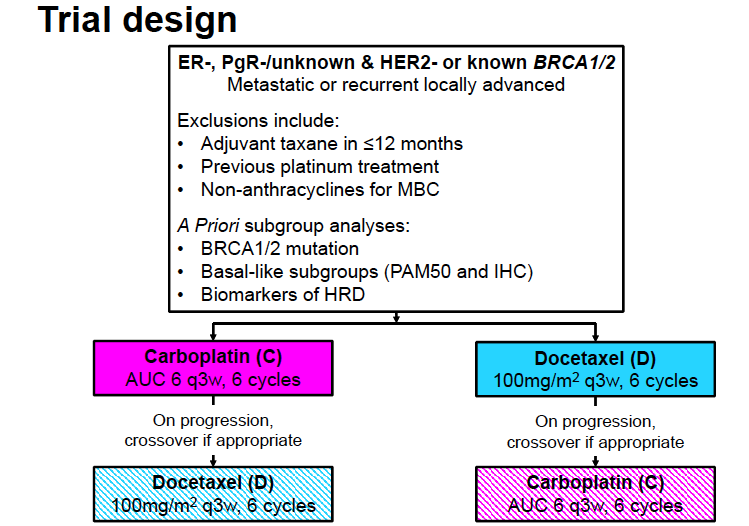 Trial design
ER-, PgR-/unknown & HER2- or known BRCA1/2
Metastatic or recurrent locally advanced
Exclusions include:
• Adjuvant taxane in ≤12 months
• Previous platinum treatment
• Non-anthracyclines for MBC
A Priori subgroup analyses:
• BRCA1/2 mutation
• Basal-like subgroups (PAM50 and IHC)
• Biomarkers of HRD
Carboplatin (C)
AUC 6 q3w, 6 cycles
On progression,
crossover if appropriate
Docetaxel (D)
100mg/m² q3w, 6 cycles
Docetaxel (D)
100mg/m² q3w, 6 cycles
On progression,
crossover if appropriate
Carboplatin (C)
AUC 6 q3w, 6 cycles